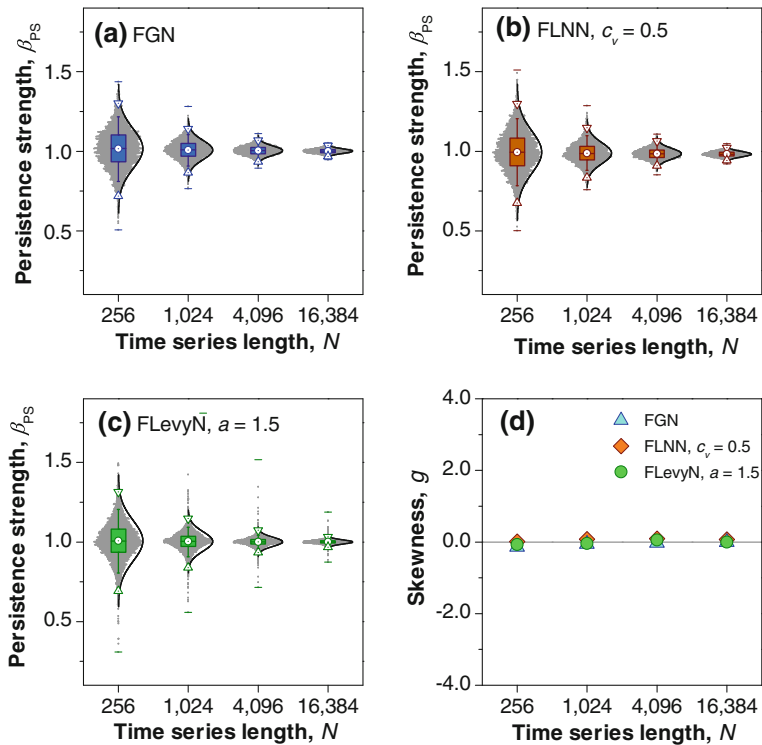 (a) FGN
Persistence strength, βPS
1.5
1.0
0.5
256 1,024 4,096 16,384
Time series length, N
(b) FLNN, cv = 0.5
Persistence strength, βPS
1.5
1.0
0.5
256 1,024 4,096 16,384
Time series length, N
(c) FLevyN, a = 1.5
Persistence strength, βPS
1.5
1.0
0.5
256 1,024 4,096 16,384
Time series length, N
(d)
FGN
FLNN, cv = 0.5
FLevyN, a = 1.5
Skewness, g
4.0
2.0
0.0
-2.0
-4.0
256 1,024 4,096 16,384
Time series length, N